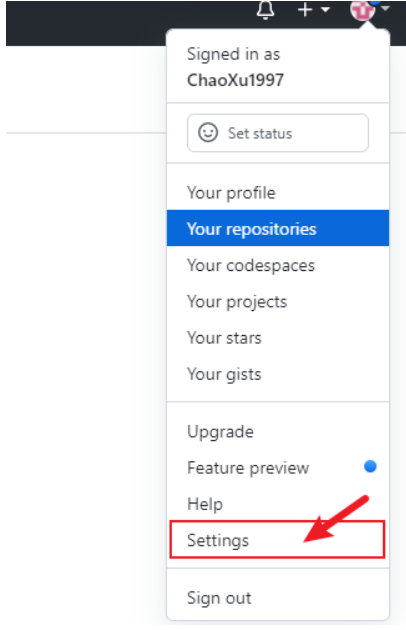 Signed in as
ChaoXu1997
Set status
Your profile
Your repositories
Your codespaces
Your projects
Your stars
Your gists
Upgrade
Feature preview
Help
Settings
Sign out